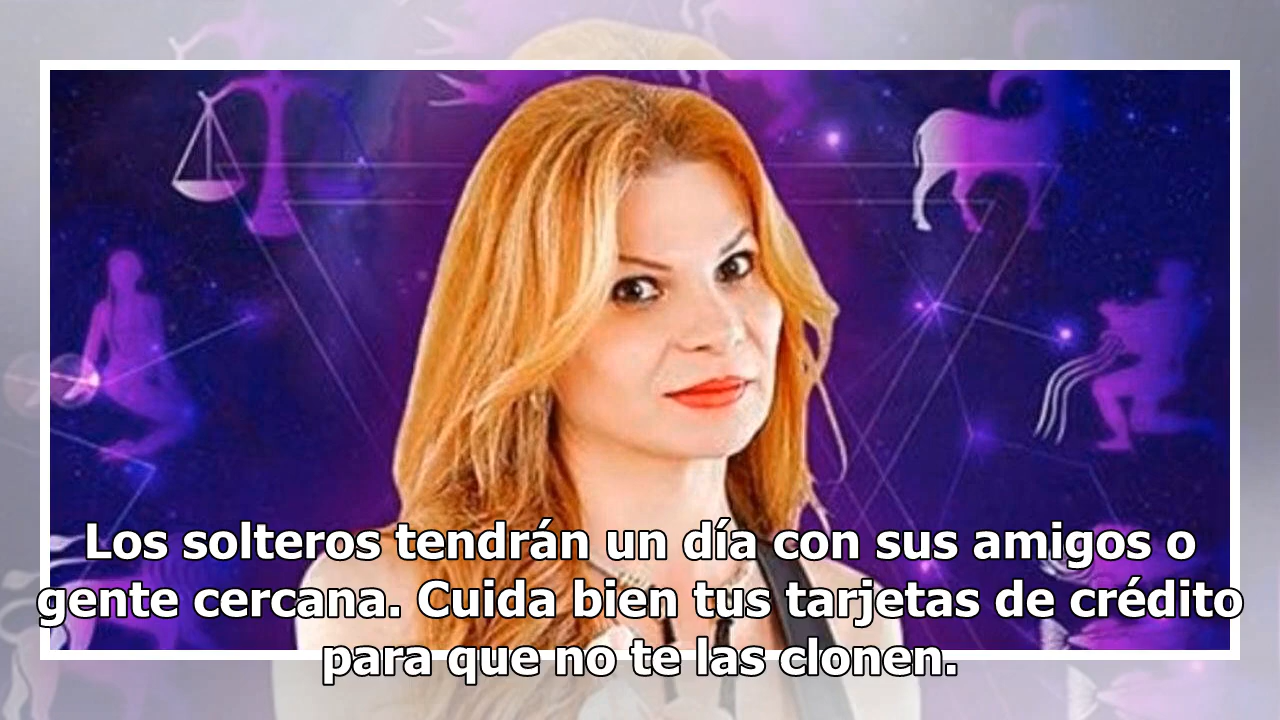 Los solteros tendrán un día con sus amigos o
gente cercana. Cuida bien tus tarjetas de crédito
para que no te las clonen.